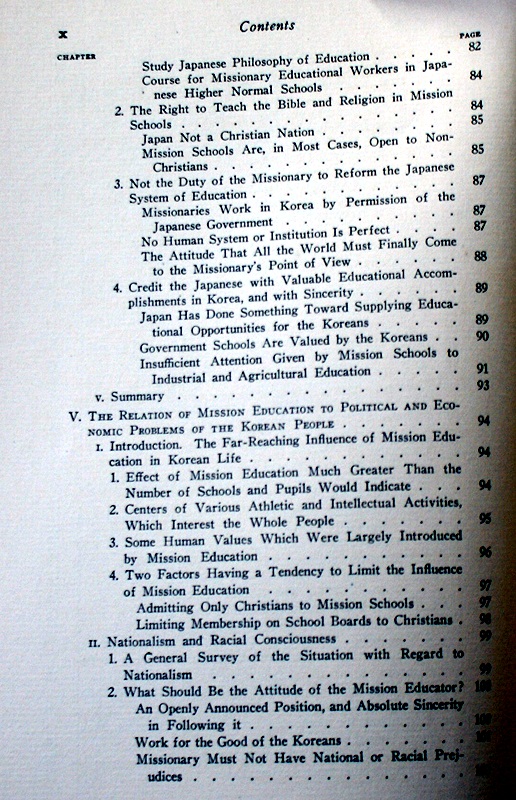 x Contents
CHAPTER PAGE
Study Japanese Philosophy of Education . . . . . 82
Course for Missionary Educational Workers in Japa-
nese Higher Normal Schools . . . . . . . 84
2. The Right to Teach the Bible and Religion in Mission
Schools . . . . . . . . . . . . . 84
Japan Not a Christian Nation . . . . . . . 85
Mission Schools Are, in Most Cases, Open to Non-
Christians . . . . . . . . . . . . 85
3. Not the Duty of the Missionary to Reform the Japanese
System of Education . . . . . . . . . . 87
Missionaries Work in Korea by Permission of the
Japanese Government . . . . . . . . . 87
No Human System or Institution Is Perfect . . . . 87
The Attitude That All the World Must Finally Come
to the Missionary's Point of View . . . . . . 88
4. Credit the Japanese with Valuable Educational Accom-
plishments in Korea, and with Sincerity . . . . . 89
Japan Has Done Something Toward Supplying Educa-
tional Opportunities for the Koreans . . . . . 89
Government Schools Are Valued by the Koreans . . 90
Insufficient Attention Given by Mission Schools to
Industrial and Agricultural Education . . . . . 91
v. Summary . . . . . . . . . . . . . 93
V. The Relation of Mission Education to Political and Eco-
nomic Problems of the Korean People . . . . . . . 94
I. Introduction. The Far-Reaching Influence of Mission Edu-
cation in Korean Life . . . . . . . . . . 94
1. Effect of Mission Education Much Greater Than the
Number of Schools and Pupils Would Indicate . . . 94
2. Centers of Various Athletic and Intellectual Activities,
Which Interest the Whole People . . . . . . 95
3. Some Human Values Which Were Largely Introduced
by Mission Education . . . . . . . . . . 96
4. Two Factors Having a Tendency to Limit the Influence
of Mission Education . . . . . . . . . . 97
Admitting Only Christians to Mission Schools . . . 97
Limiting Membership on School Boards to Christians . 98
II. Nationalism and Racial Consciousness . . . . . . . 99
1. A General Survey of the Situation with Regard to
Nationalism . . . . . . . . . . . . 99
2. What Should Be the Attitude of the Mission Educator? 100
An Openly Announced Position, and Absolute Sincerity
in Following it . . . . . . . . . .
Work for the Good of the Koreans . . . . . .
Missionary Must Not Have National or Racial Prej-
udices . . . . . . . . . . . . .